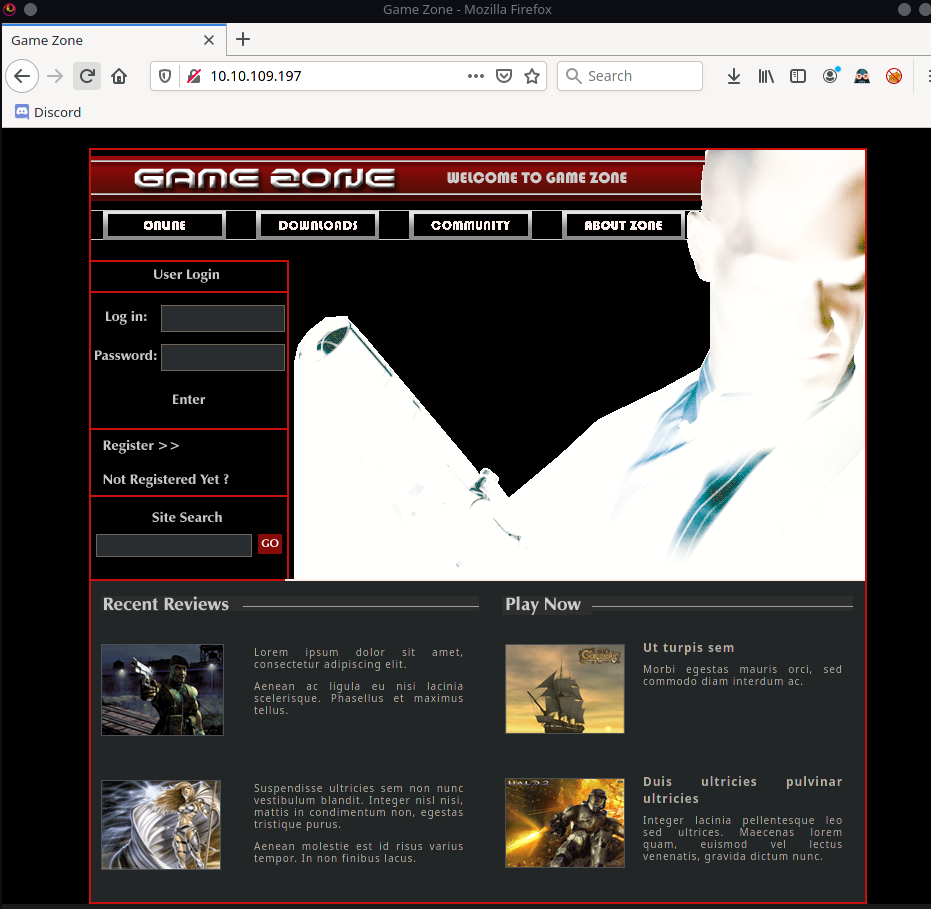 Game Zone - Mozilla Firefox
Game Zone
10.10.109.197
Search
Discord
GAME ZONE
WELCOME TO GAME ZONE
ONLINE
DOWNLOADS
COMMUNITY
ABOUT ZONE
User Login
Log in:
Password:
Enter
Register >>
Not Registered Yet ?
Site Search
GO
Recent Reviews
Lorem ipsum dolor sit amet,
consectetur adipiscing elit.
Aenean ac ligula eu nisi lacinia
scelerisque. Phasellus et maximus
tellus.
Suspendisse ultricies sem non nunc
vestibulum blandit. Integer nisl nisi,
mattis in condimentum non, egestas
tristique purus.
Aenean molestie est id risus varius
tempor. In non finibus lacus.
Play Now
Ut turpis sem
Morbi egestas mauris orci, sed
commodo diam interdum ac.
HALO 2
Duis ultricies pulvinar
ultricies
Integer lacinia pellentesque leo
sed ultrices. Maecenas lorem
quam, euismod vel lectus
venenatis, gravida dictum nunc.